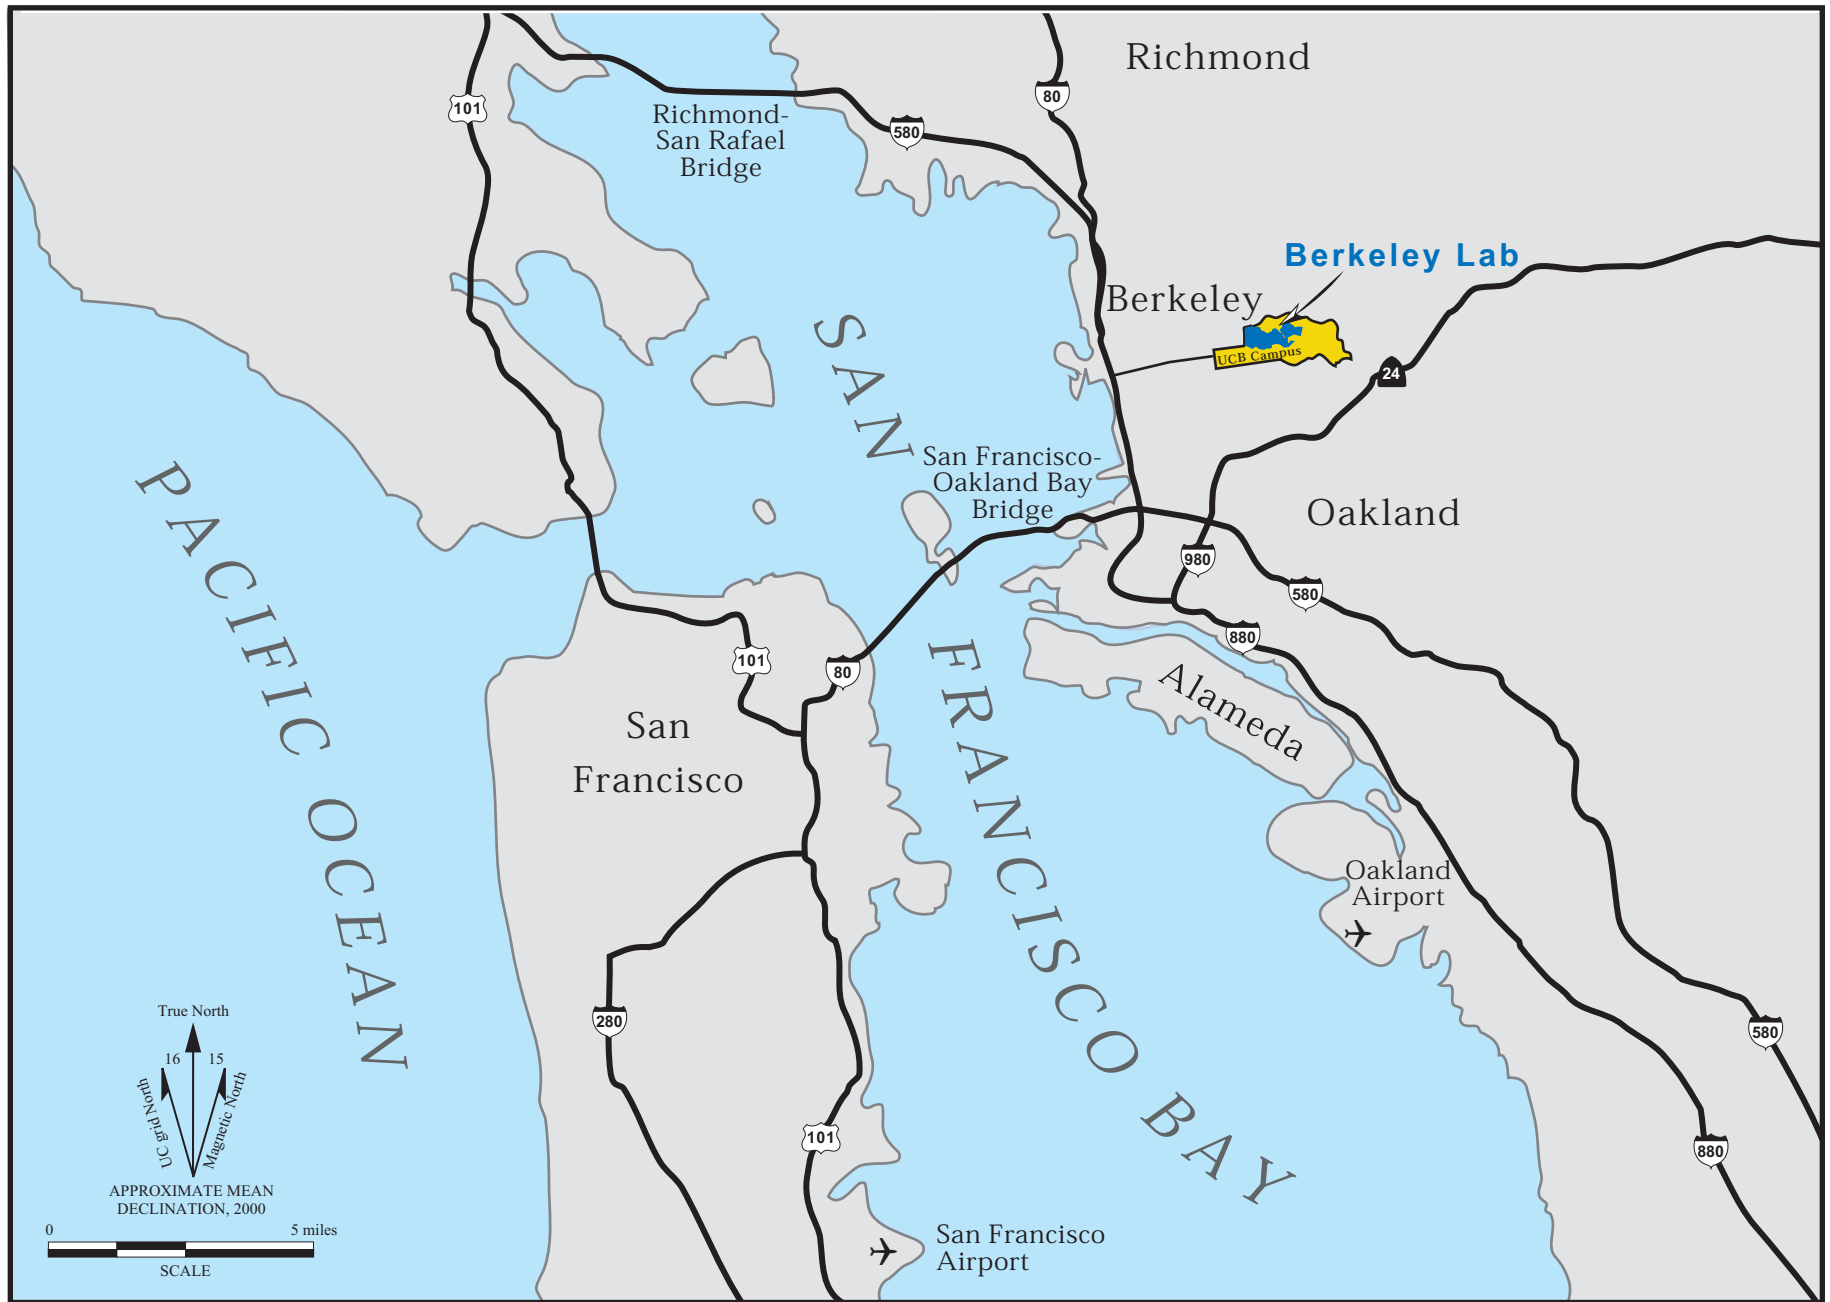 Richmond
80
101
Richmond-
San Rafael
Bridge
580
Berkeley Lab
Berkeley
UCB Campus
24
SAN FRANCISCO BAY
San Francisco-
Oakland Bay
Bridge
Oakland
PACIFIC OCEAN
980
580
880
101
80
Alameda
San
Francisco
Oakland
Airport
280
580
880
101
San Francisco
Airport
True North
16
15
UC grid North
Magnetic North
APPROXIMATE MEAN
DECLINATION, 2000
0
5 miles
SCALE